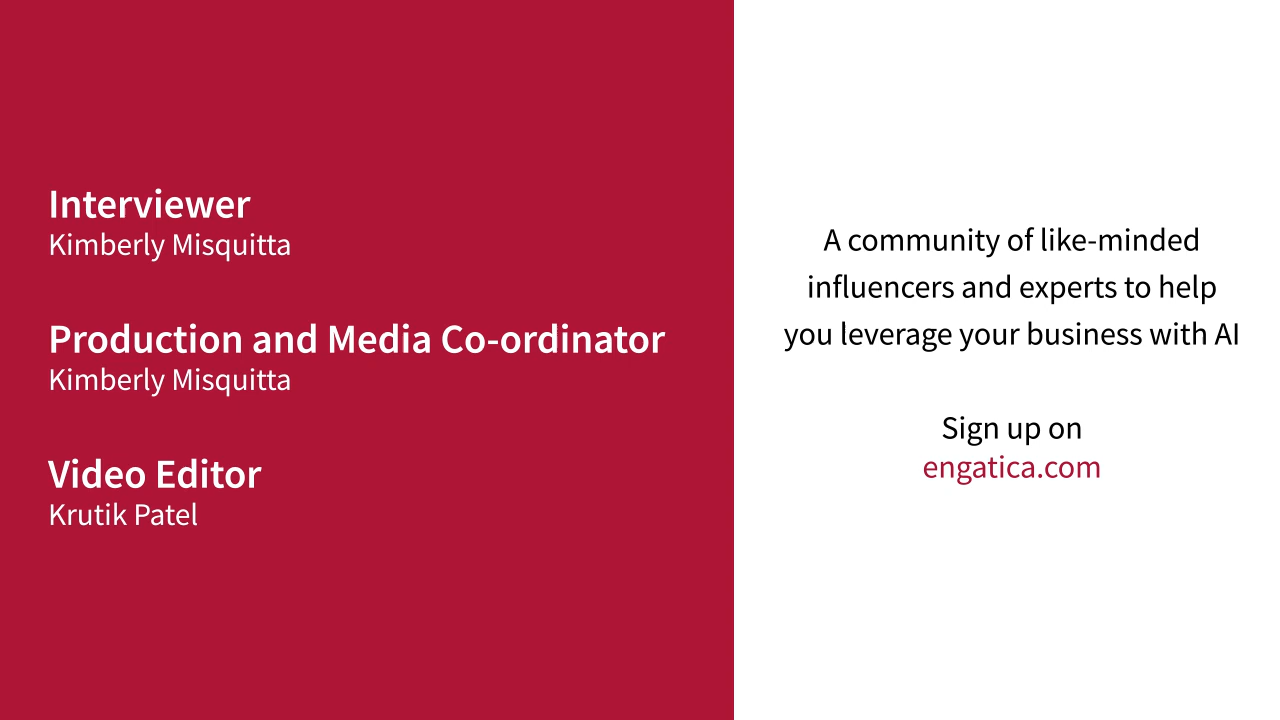 Interviewer
Kimberly Misquitta
Production and Media Co-ordinator
Kimberly Misquitta
Video Editor
Krutik Patel
A community of like-minded
influencers and experts to help
you leverage your business with AI
Sign up on
engatica.com